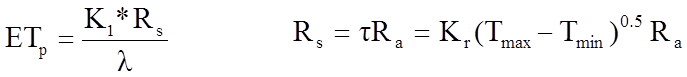 ET_p = K_1*R_s / λ
R_s = τR_a = K_r(T_max − T_min)^0.5 R_a